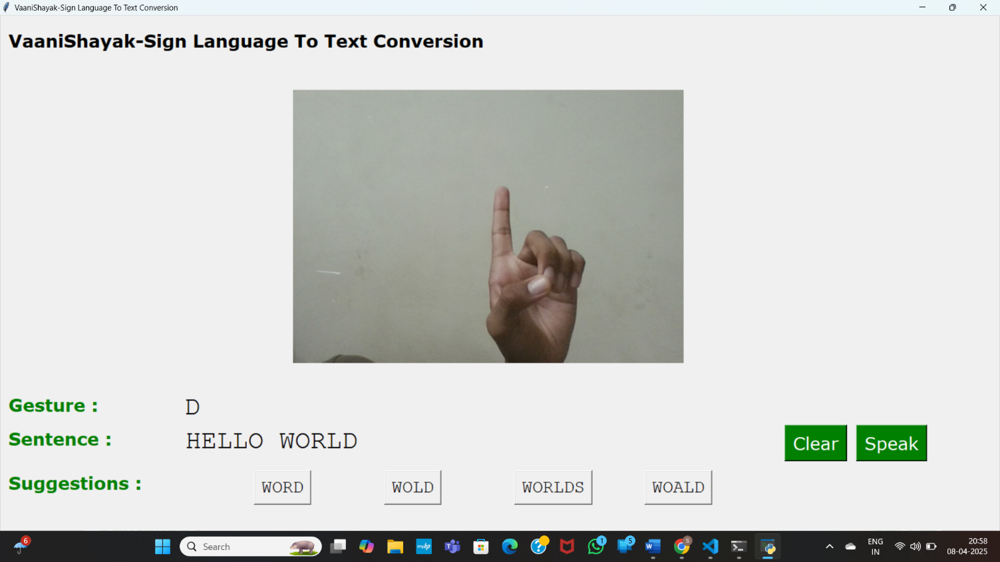 VaaniShayak-Sign Language To Text Conversion
VaaniShayak-Sign Language To Text Conversion
Gesture : D
Sentence : HELLO WORLD
Clear Speak
Suggestions : WORD WOLD WORLDS WOALD
6 Search myhp T 1 5 W S ENG 20:58
IN 08-04-2025